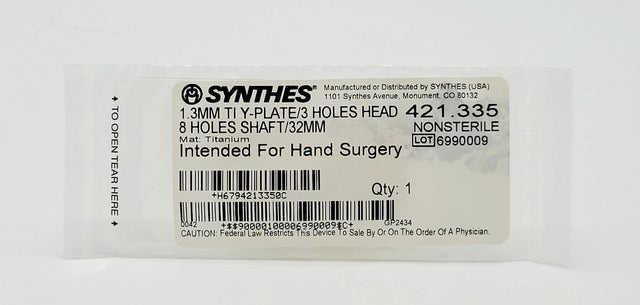 SYNTHES®
Manufactured or Distributed by SYNTHES (USA)
1101 Synthes Avenue, Monument, CO 80132
1.3MM TI Y-PLATE/3 HOLES HEAD
8 HOLES SHAFT/32MM
421.335
NONSTERILE
Mat: Titanium
LOT 6990009
Intended For Hand Surgery
+H6794213350C
Qty: 1
0042
+$$90000100006990009$C+
GP2434
CAUTION: Federal Law Restricts This Device To Sale By Or On The Order Of A Physician.
TO OPEN TEAR HERE